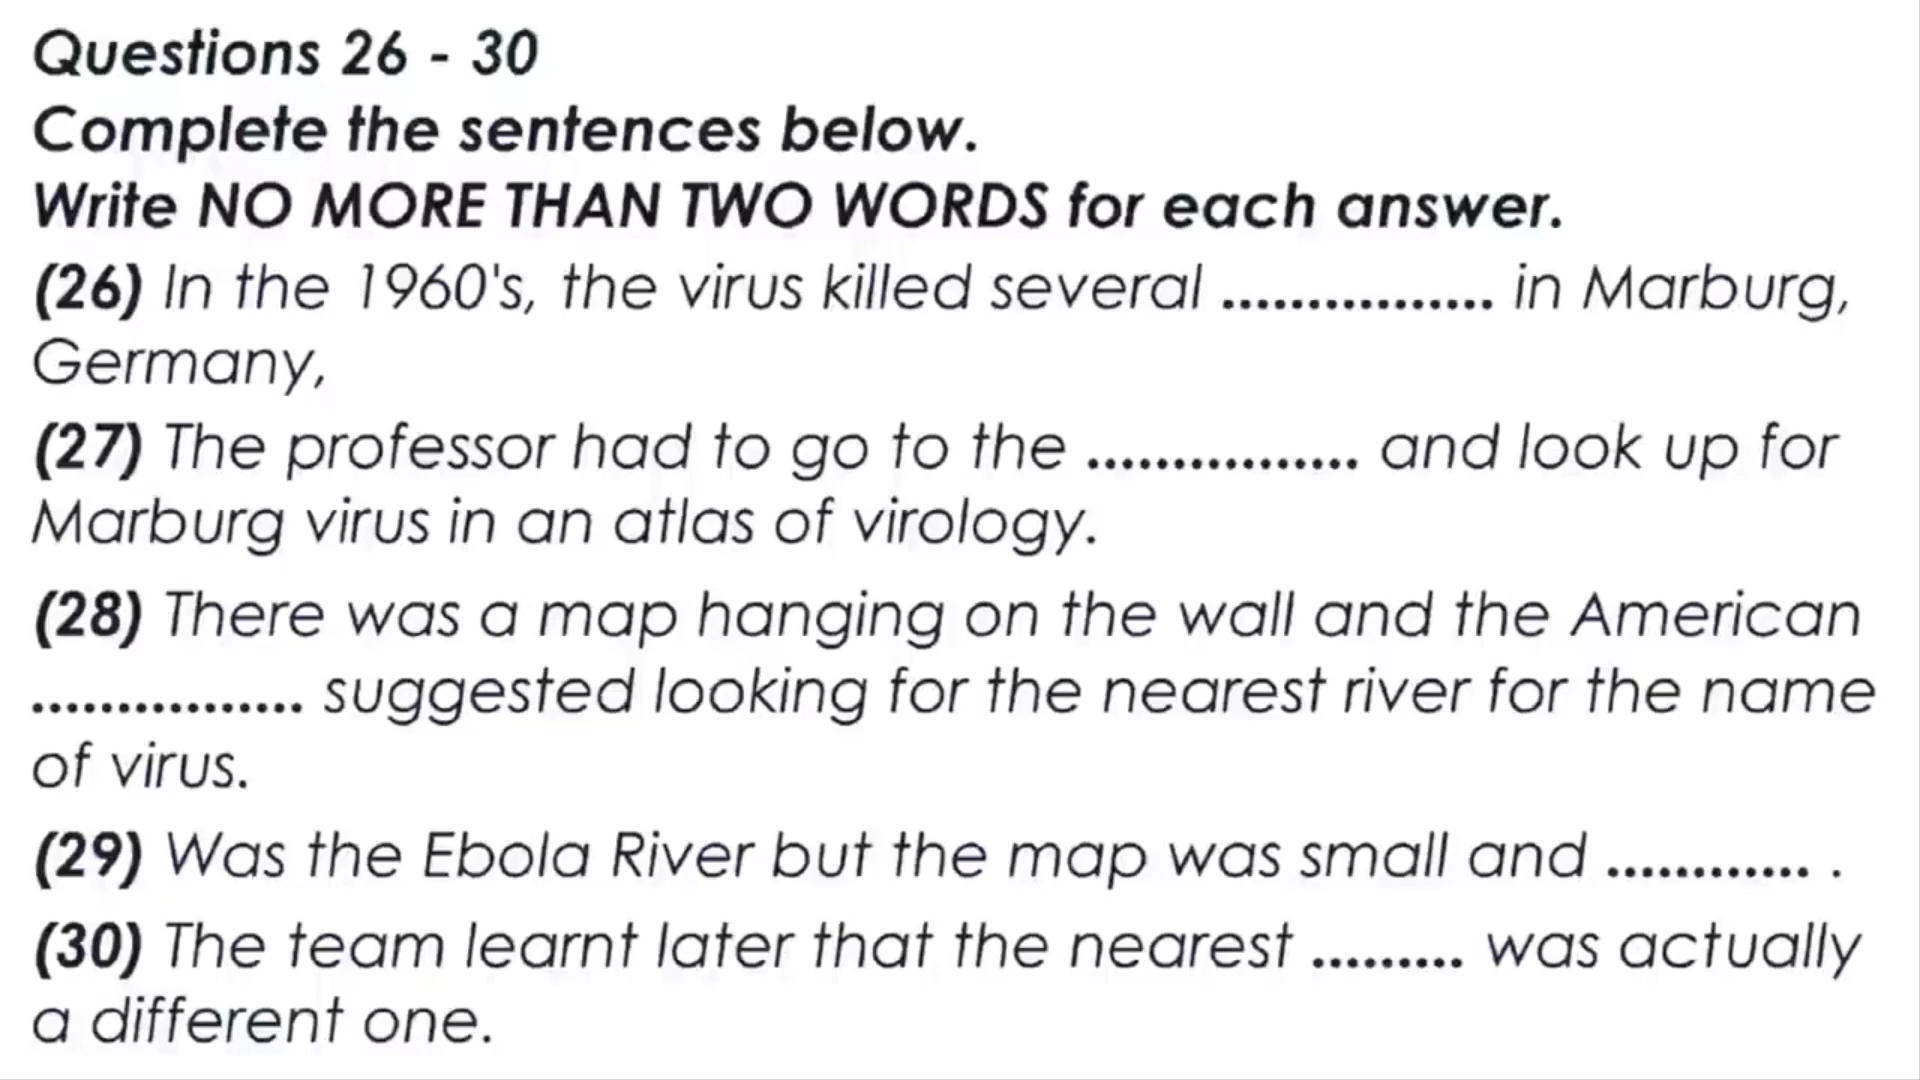 Questions 26 - 30
Complete the sentences below.
Write NO MORE THAN TWO WORDS for each answer.
(26) In the 1960's, the virus killed several ................ in Marburg,
Germany,
(27) The professor had to go to the ................ and look up for
Marburg virus in an atlas of virology.
(28) There was a map hanging on the wall and the American
................ suggested looking for the nearest river for the name
of virus.
(29) Was the Ebola River but the map was small and ............ .
(30) The team learnt later that the nearest ......... was actually
a different one.